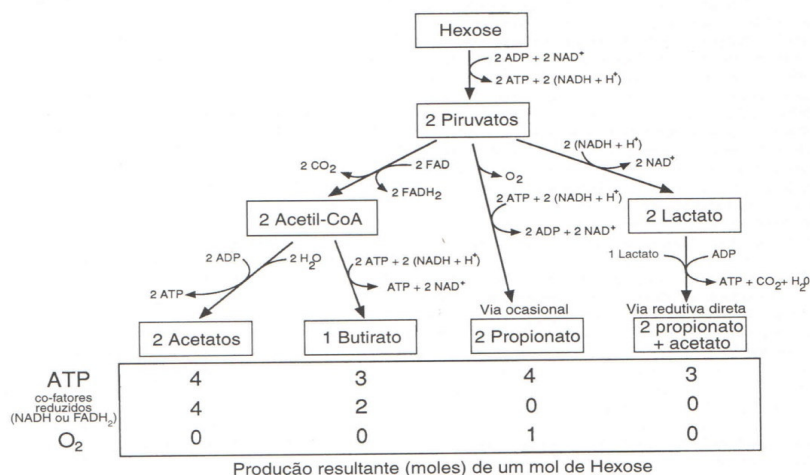 Hexose
2 ADP + 2 NAD⁺
2 ATP + 2 (NADH + H⁺)
2 Piruvatos
2 CO₂
2 FAD
2 FADH₂
O₂
2 (NADH + H⁺)
2 NAD⁺
2 ATP + 2 (NADH + H⁺)
2 ADP + 2 NAD⁺
2 Acetil-CoA
2 Lactato
2 ADP
2 H₂O
2 ATP
2 ATP + 2 (NADH + H⁺)
ATP + 2 NAD⁺
1 Lactato
ADP
ATP + CO₂ + H₂O
Via ocasional
Via redutiva direta
2 Acetatos
1 Butirato
2 Propionato
2 propionato
+ acetato
ATP 4 3 4 3
co-fatores
reduzidos
(NADH ou FADH₂)
4 2 0 0
O₂ 0 0 1 0
Produção resultante (moles) de um mol de Hexose